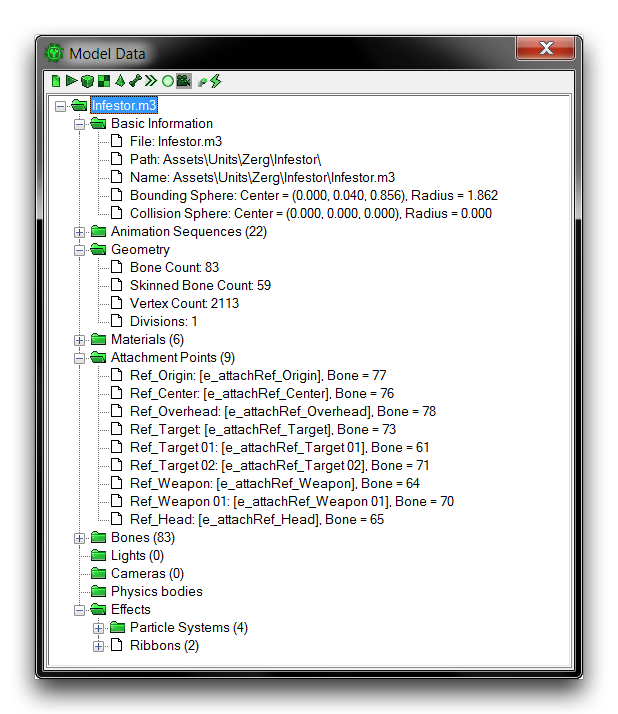 Model Data
Infestor.m3
Basic Information
File: Infestor.m3
Path: Assets\Units\Zerg\Infestor\
Name: Assets\Units\Zerg\Infestor\Infestor.m3
Bounding Sphere: Center = (0.000, 0.040, 0.856), Radius = 1.862
Collision Sphere: Center = (0.000, 0.000, 0.000), Radius = 0.000
Animation Sequences (22)
Geometry
Bone Count: 83
Skinned Bone Count: 59
Vertex Count: 2113
Divisions: 1
Materials (6)
Attachment Points (9)
Ref_Origin: [e_attachRef_Origin], Bone = 77
Ref_Center: [e_attachRef_Center], Bone = 76
Ref_Overhead: [e_attachRef_Overhead], Bone = 78
Ref_Target: [e_attachRef_Target], Bone = 73
Ref_Target 01: [e_attachRef_Target 01], Bone = 61
Ref_Target 02: [e_attachRef_Target 02], Bone = 71
Ref_Weapon: [e_attachRef_Weapon], Bone = 64
Ref_Weapon 01: [e_attachRef_Weapon 01], Bone = 70
Ref_Head: [e_attachRef_Head], Bone = 65
Bones (83)
Lights (0)
Cameras (0)
Physics bodies
Effects
Particle Systems (4)
Ribbons (2)